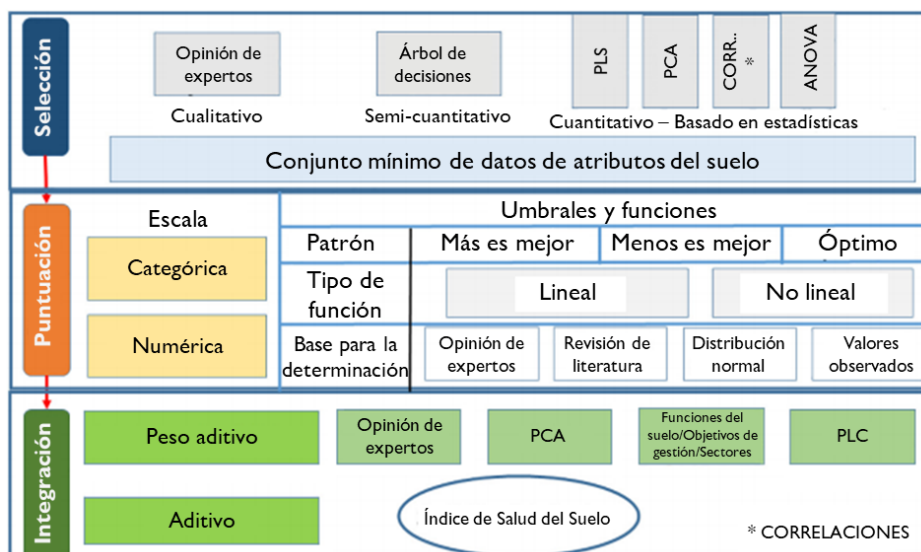 Selección
Opinión de
expertos
Cualitativo
Árbol de
decisiones
Semi-cuantitativo
PLS
PCA
CORR..
*
ANOVA
Cuantitativo – Basado en estadísticas
Conjunto mínimo de datos de atributos del suelo
Puntuación
Escala
Categórica
Numérica
Umbrales y funciones
Patrón
Más es mejor
Menos es mejor
Óptimo
Tipo de
función
Lineal
No lineal
Base para la
determinación
Opinión de
expertos
Revisión de
literatura
Distribución
normal
Valores
observados
Integración
Peso aditivo
Opinión de
expertos
PCA
Funciones del
suelo/Objetivos de
gestión/Sectores
PLC
Aditivo
Índice de Salud del Suelo
* CORRELACIONES